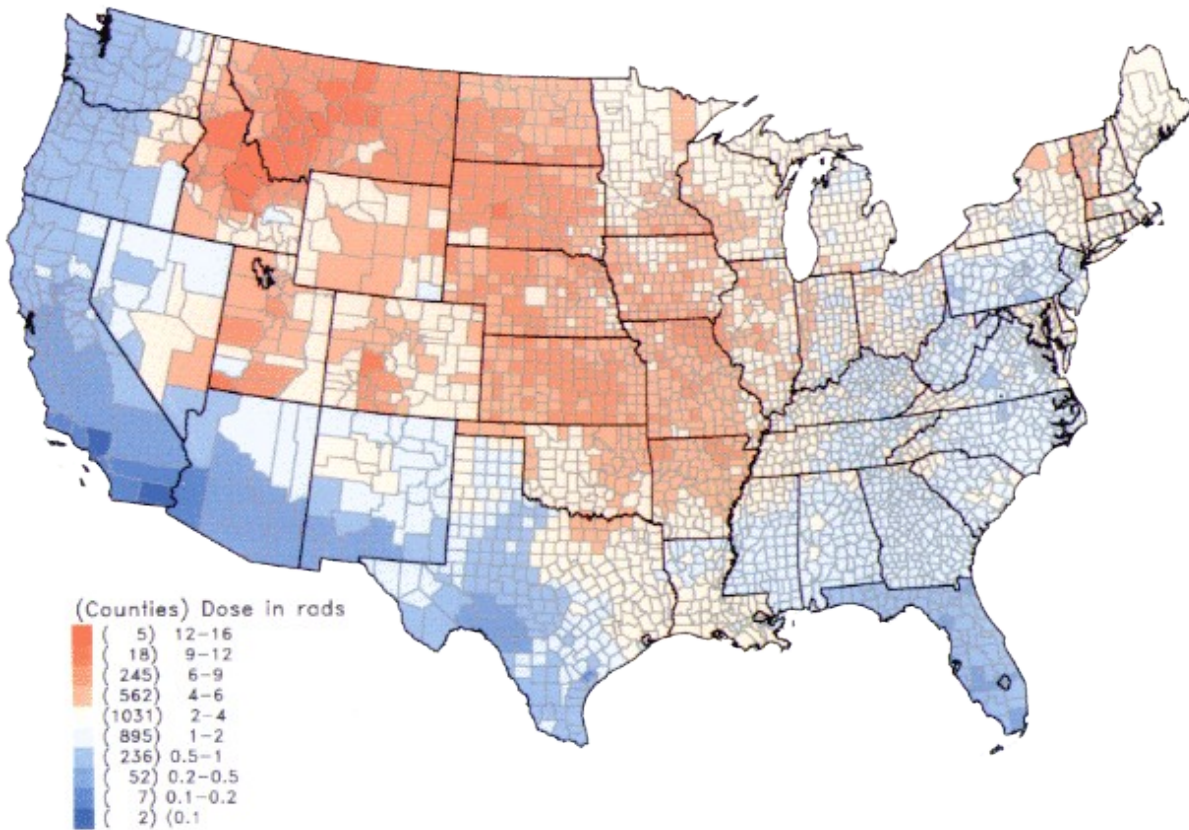 (Counties) Dose in rads
( 5) 12-16
( 18) 9-12
( 245) 6-9
( 562) 4-6
(1031) 2-4
( 895) 1-2
( 236) 0.5-1
( 52) 0.2-0.5
( 7) 0.1-0.2
( 2) (0.1